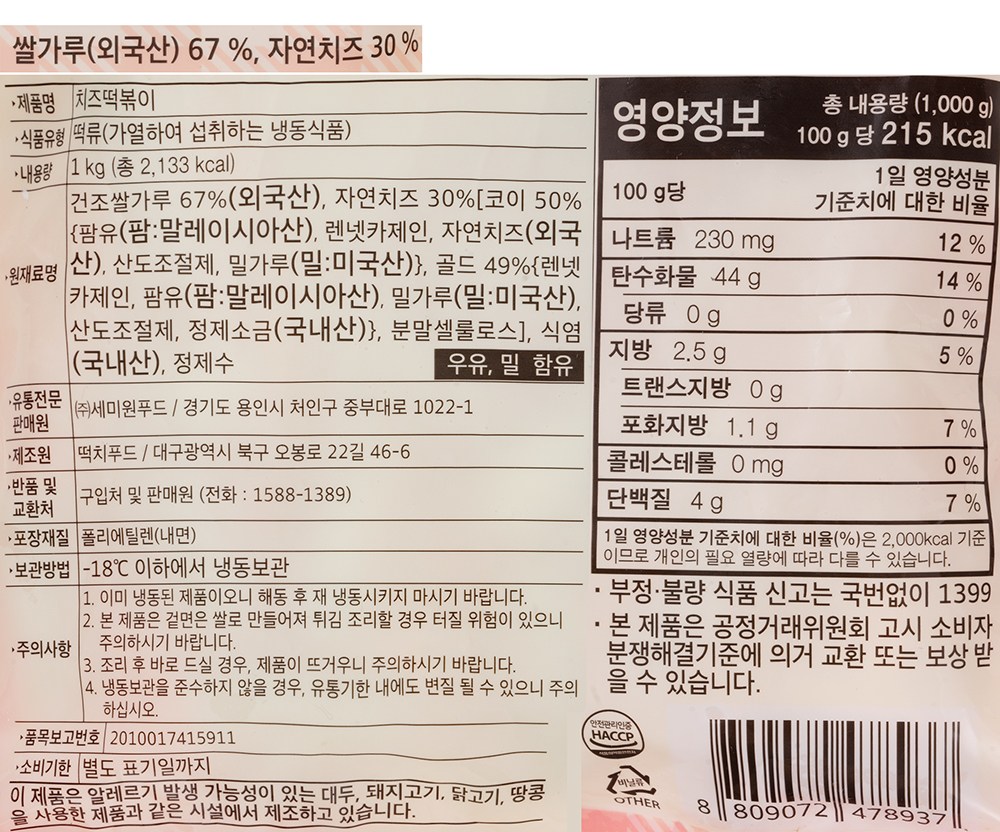 쌀가루(외국산) 67 %, 자연치즈 30 %
·제품명 치즈떡볶이
·식품유형 떡류(가열하여 섭취하는 냉동식품)
·내용량 1 kg (총 2,133 kcal)
·원재료명 건조쌀가루 67%(외국산), 자연치즈 30%[코이 50%
{팜유(팜:말레이시아산), 렌넷카제인, 자연치즈(외국
산), 산도조절제, 밀가루(밀:미국산)}, 골드 49%{렌넷
카제인, 팜유(팜:말레이시아산), 밀가루(밀:미국산),
산도조절제, 정제소금(국내산)}, 분말셀룰로스], 식염
(국내산), 정제수
우유, 밀 함유
·유통전문
판매원
㈜세미원푸드 / 경기도 용인시 처인구 중부대로 1022-1
·제조원 떡치푸드 / 대구광역시 북구 오봉로 22길 46-6
·반품 및
교환처
구입처 및 판매원 (전화 : 1588-1389)
·포장재질 폴리에틸렌(내면)
·보관방법 -18℃ 이하에서 냉동보관
·주의사항
1. 이미 냉동된 제품이오니 해동 후 재 냉동시키지 마시기 바랍니다.
2. 본 제품은 겉면은 쌀로 만들어져 튀김 조리할 경우 터질 위험이 있으니
주의하시기 바랍니다.
3. 조리 후 바로 드실 경우, 제품이 뜨거우니 주의하시기 바랍니다.
4. 냉동보관을 준수하지 않을 경우, 유통기한 내에도 변질 될 수 있으니 주의
하십시오.
·품목보고번호 2010017415911
·소비기한 별도 표기일까지
이 제품은 알레르기 발생 가능성이 있는 대두, 돼지고기, 닭고기, 땅콩
을 사용한 제품과 같은 시설에서 제조하고 있습니다.
영양정보
총 내용량 (1,000 g)
100 g 당 215 kcal
100 g당
1일 영양성분
기준치에 대한 비율
나트륨 230 mg 12 %
탄수화물 44 g 14 %
당류 0 g 0 %
지방 2.5 g 5 %
트랜스지방 0 g
포화지방 1.1 g 7 %
콜레스테롤 0 mg 0 %
단백질 4 g 7 %
1일 영양성분 기준치에 대한 비율(%)은 2,000kcal 기준
이므로 개인의 필요 열량에 따라 다를 수 있습니다.
· 부정·불량 식품 신고는 국번없이 1399
· 본 제품은 공정거래위원회 고시 소비자
분쟁해결기준에 의거 교환 또는 보상 받
을 수 있습니다.
안전관리인증
HACCP
비닐류
OTHER
8 809072 478937